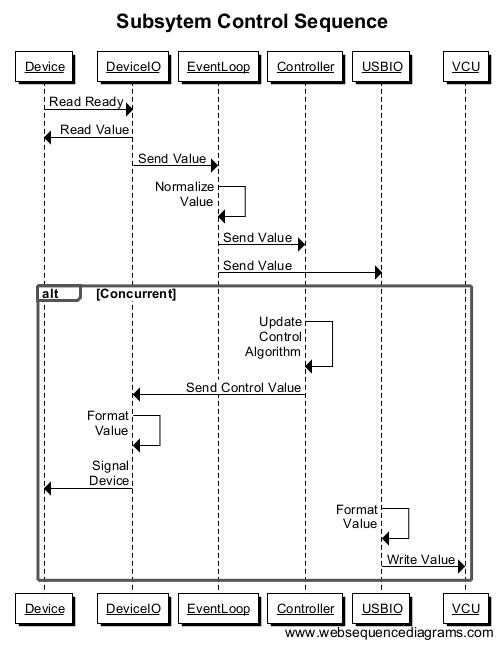 Subsytem Control Sequence
Device
DeviceIO
EventLoop
Controller
USBIO
VCU
Read Ready
Read Value
Send Value
Normalize
Value
Send Value
Send Value
alt
[Concurrent]
Update
Control
Algorithm
Send Control Value
Format
Value
Signal
Device
Format
Value
Write Value
Device
DeviceIO
EventLoop
Controller
USBIO
VCU
www.websequencediagrams.com